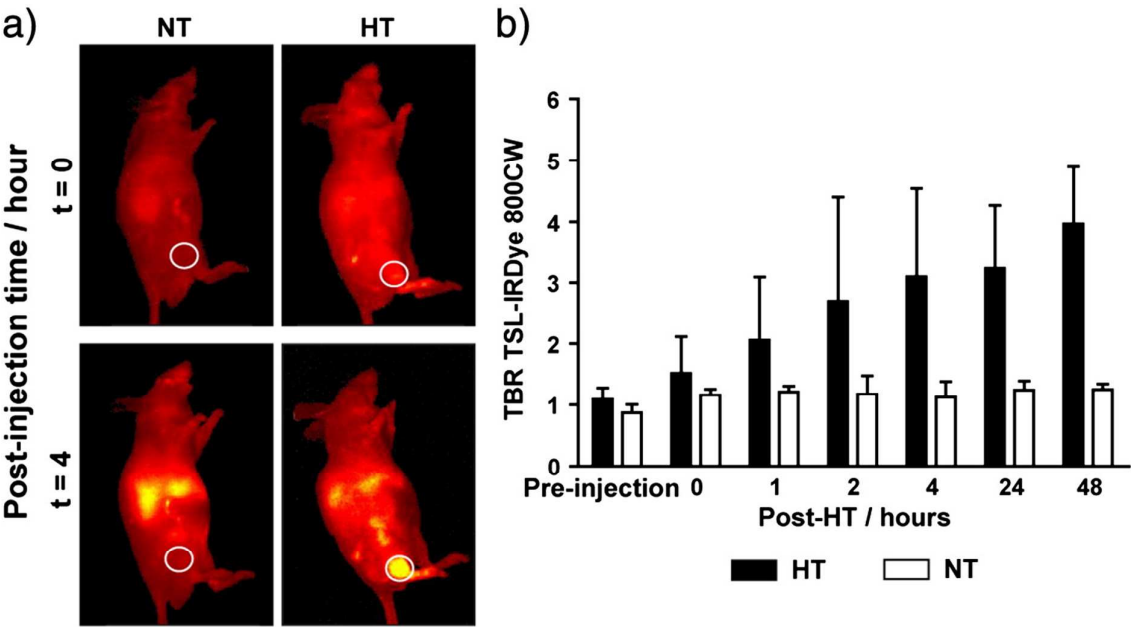 a)
NT
HT
Post-injection time / hour
t = 0
t = 4
b)
TBR TSL-IRDye 800CW
6
5
4
3
2
1
0
Pre-injection 0 1 2 4 24 48
Post-HT / hours
HT
NT